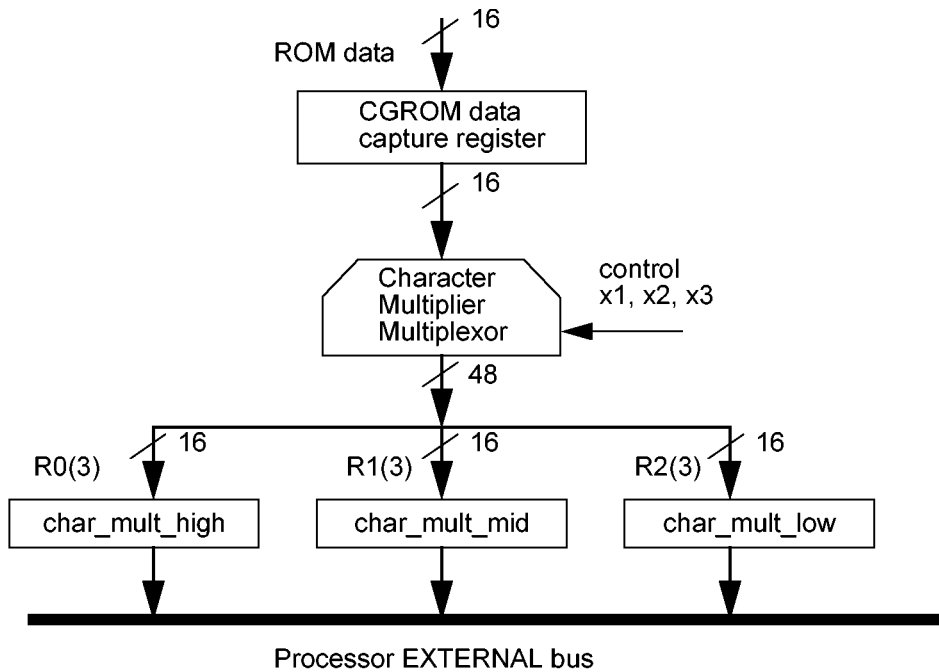 16
ROM data
CGROM data
capture register
16
Character
Multiplier
Multiplexor
control
x1, x2, x3
48
16
16
16
R0(3)
R1(3)
R2(3)
char_mult_high
char_mult_mid
char_mult_low
Processor EXTERNAL bus